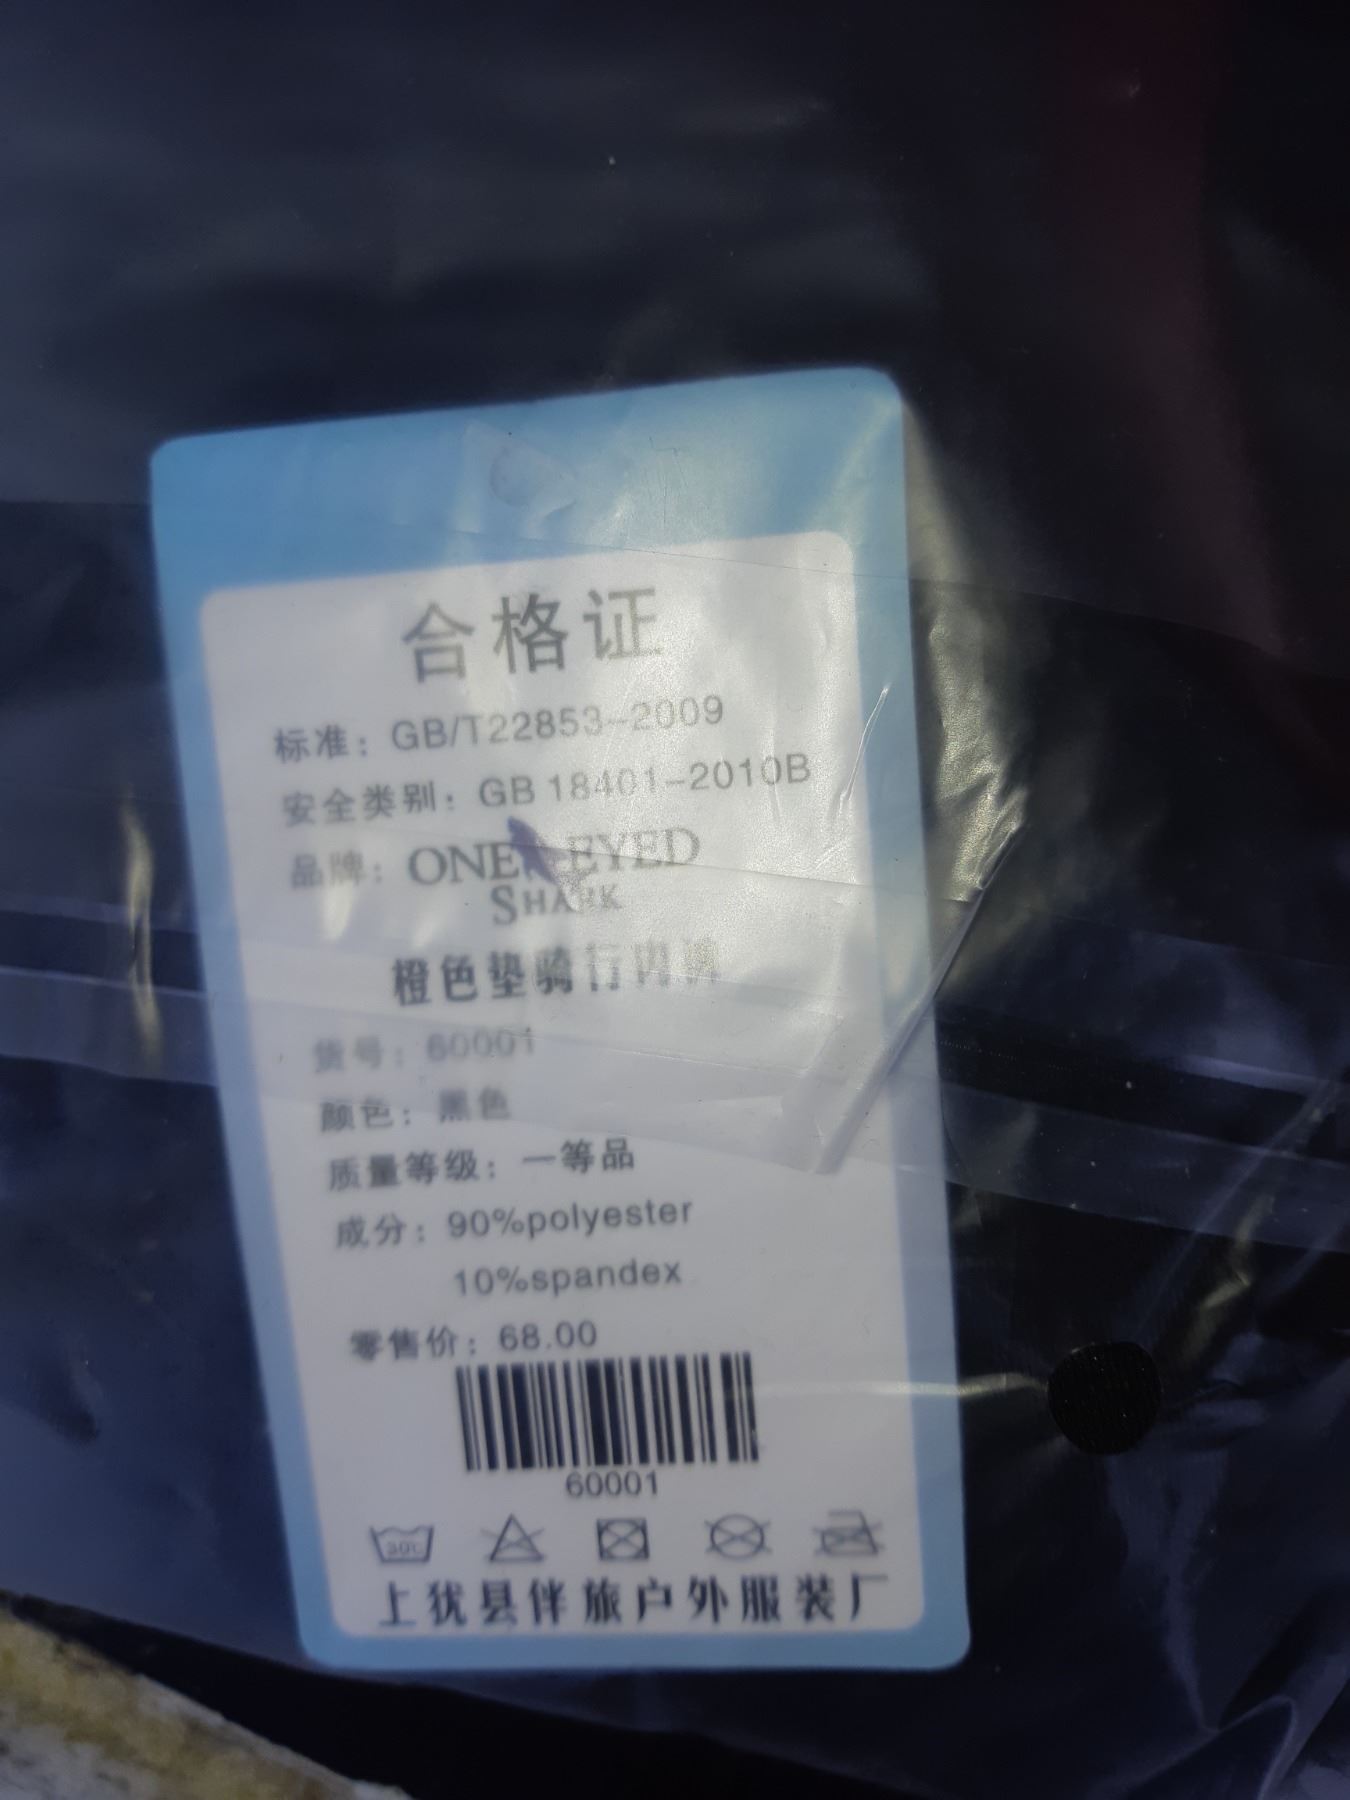 合格证
标准：GB/T22853-2009
安全类别：GB 18401-2010B
品牌：ONE EYED
SHARK
橙色垫骑行内裤
货号：60001
颜色：黑色
质量等级：一等品
成分：90%polyester
10%spandex
零售价：68.00
60001
30℃
上犹县伴旅户外服装厂